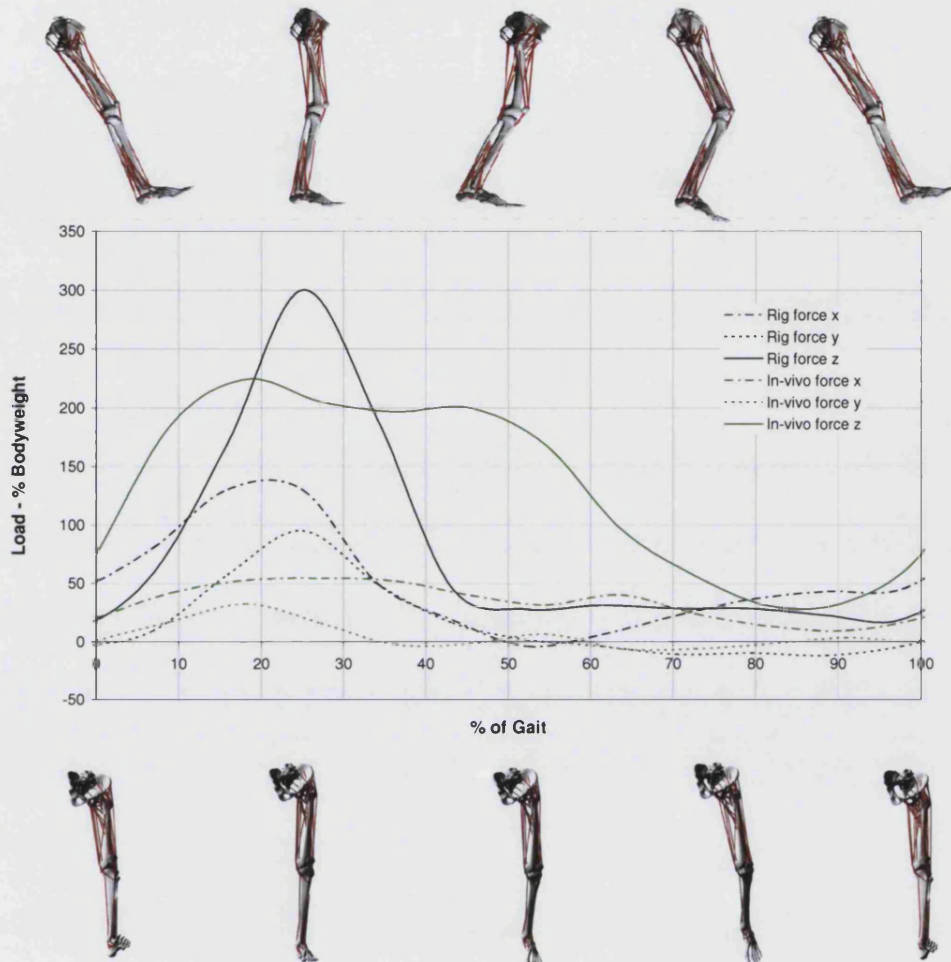 350
300
250
200
150
100
50
0
-50
Load - % Bodyweight
Rig force x
Rig force y
Rig force z
In-vivo force x
In-vivo force y
In-vivo force z
0 10 20 30 40 50 60 70 80 90 100
% of Gait